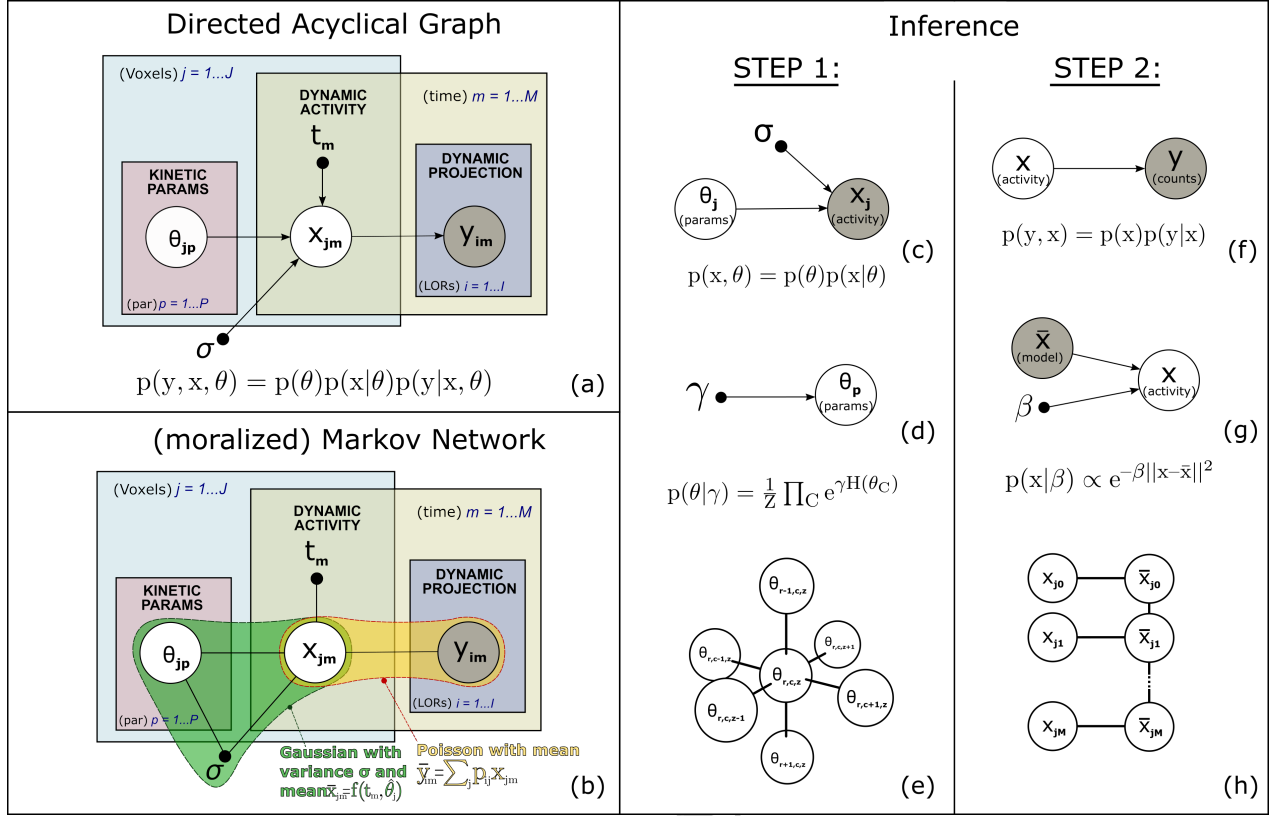 Directed Acyclical Graph
(Voxels) j = 1...J
DYNAMIC
ACTIVITY
(time) m = 1...M
t_m
KINETIC
PARAMS
DYNAMIC
PROJECTION
θ_jp
x_jm
y_im
(par) p = 1...P
(LORs) i = 1...I
σ
p(y, x, θ) = p(θ)p(x|θ)p(y|x, θ)
(a)
(moralized) Markov Network
(Voxels) j = 1...J
DYNAMIC
ACTIVITY
(time) m = 1...M
t_m
KINETIC
PARAMS
DYNAMIC
PROJECTION
θ_jp
x_jm
y_im
(par) p = 1...P
(LORs) i = 1...I
σ
Gaussian with
variance σ and
mean x̄_jm=f(t_m,θ̂_j)
Poisson with mean
ȳ_im=∑_j p_ij x_jm
(b)
Inference
STEP 1:
σ
θ_j
(params)
x_j
(activity)
(c)
p(x, θ) = p(θ)p(x|θ)
γ
θ_p
(params)
(d)
p(θ|γ) = 1/Z ∏_C e^{γH(θ_C)}
θ_r-1,c,z
θ_r,c-1,z
θ_r,c,z+1
θ_r,c,z
θ_r,c,z-1
θ_r,c+1,z
θ_r+1,c,z
(e)
STEP 2:
x
(activity)
y
(counts)
p(y, x) = p(x)p(y|x)
(f)
x̄
(model)
x
(activity)
β
(g)
p(x|β) ∝ e^{−β||x−x̄||²}
x_j0
x̄_j0
x_j1
x̄_j1
x_jM
x̄_jM
(h)